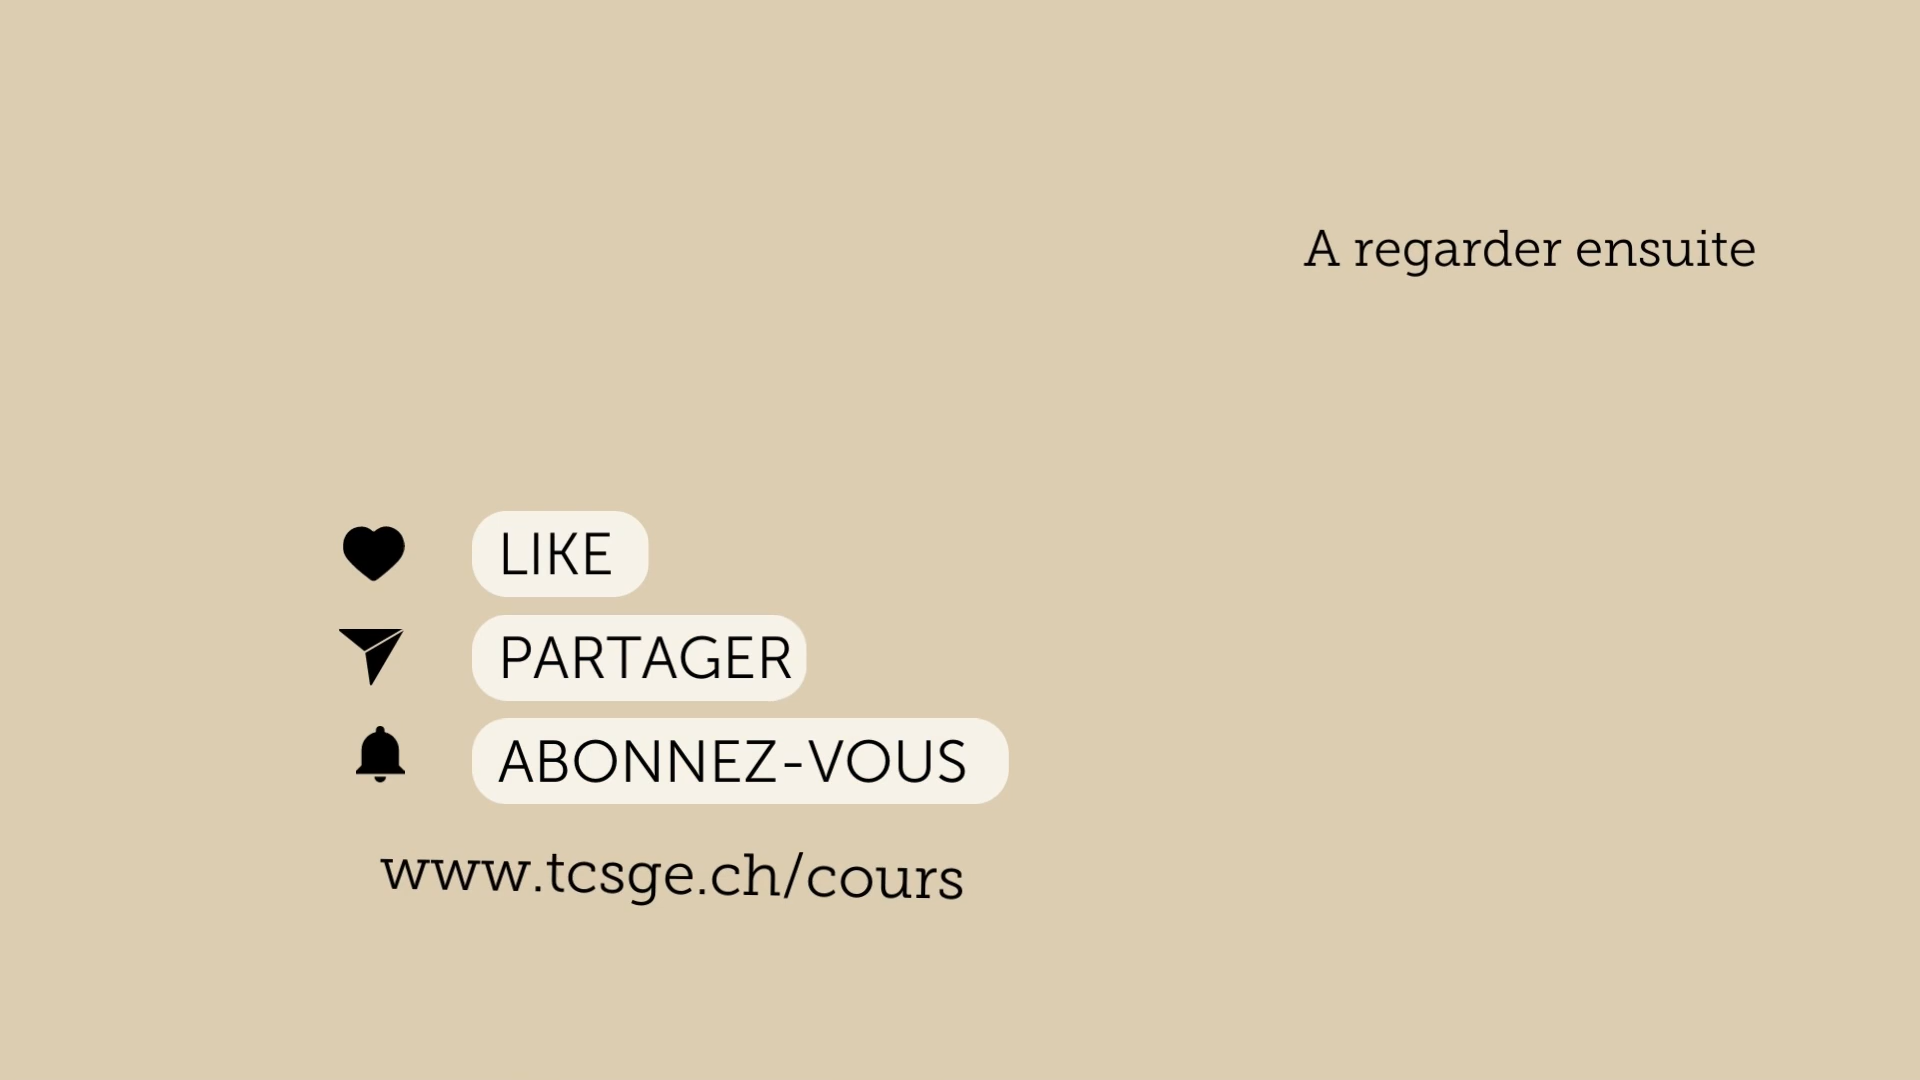 A regarder ensuite
LIKE
PARTAGER
ABONNEZ-VOUS
www.tcsge.ch/cours